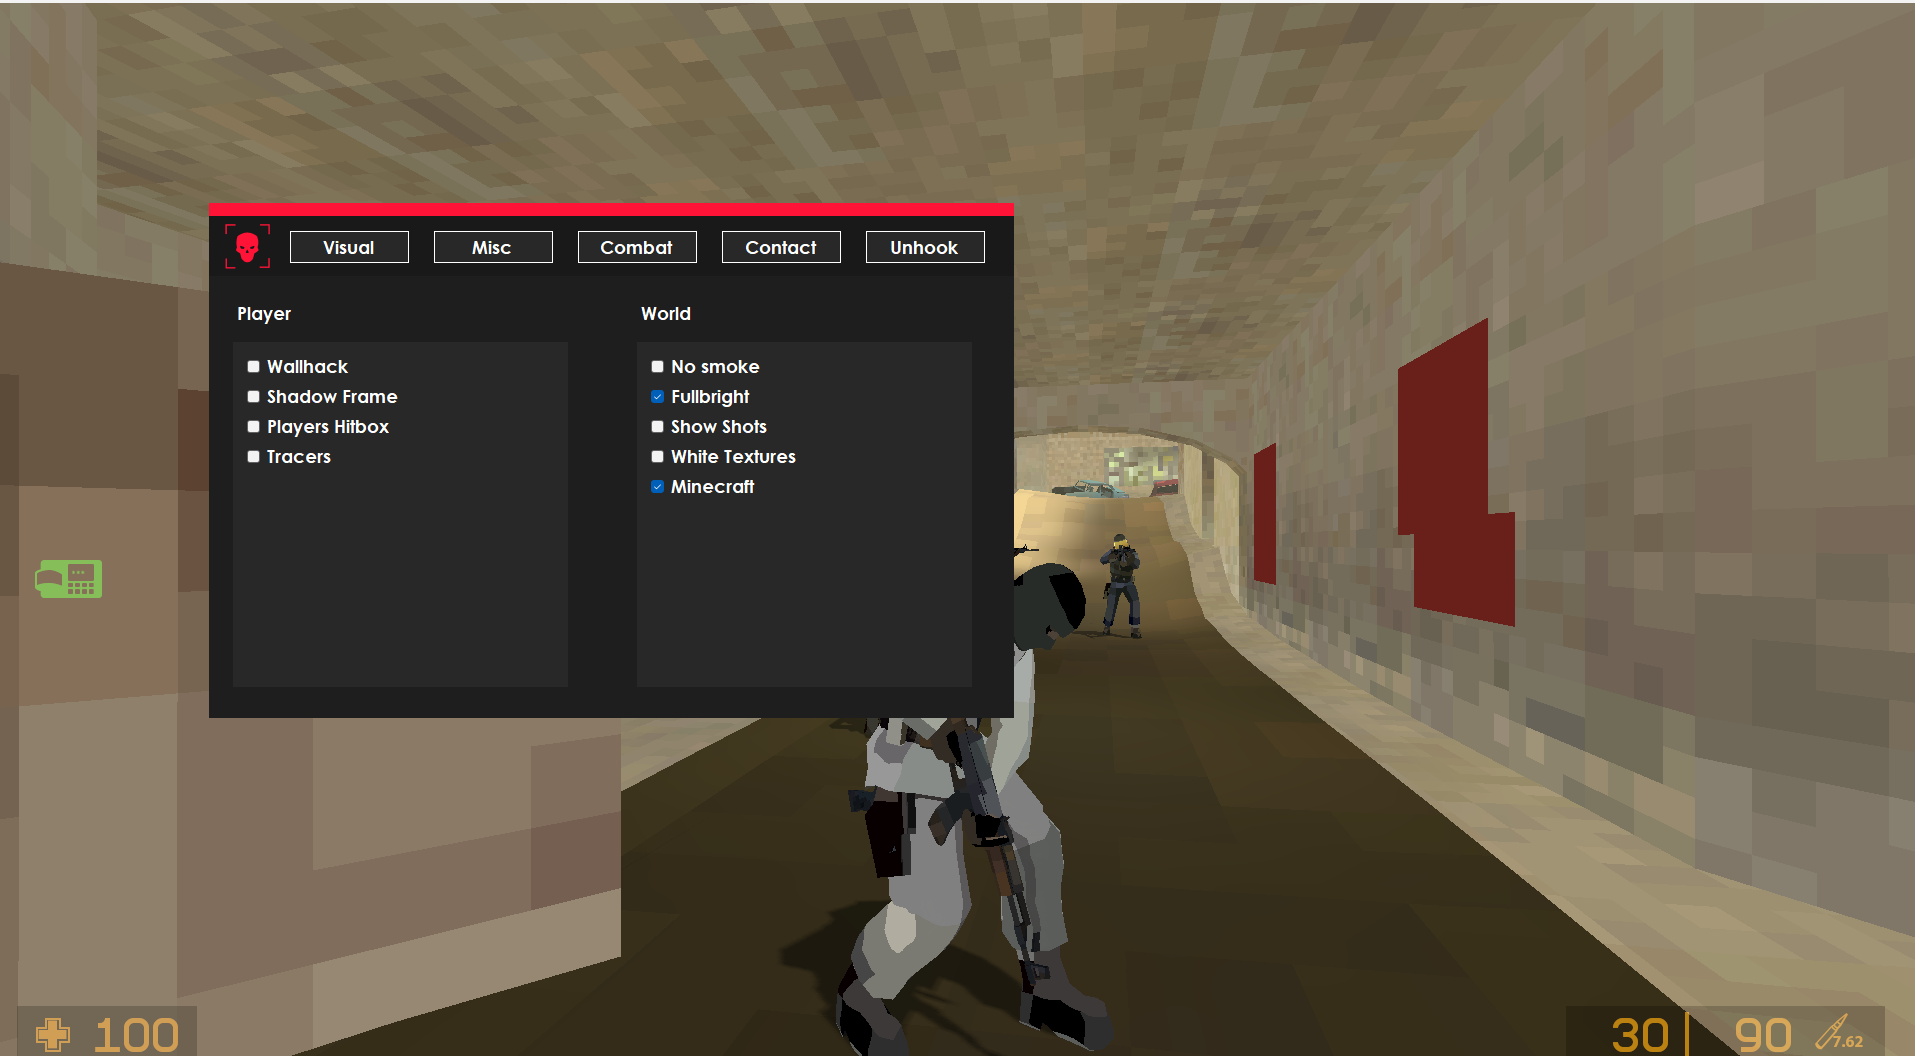 Visual Misc Combat Contact Unhook
Player
Wallhack
Shadow Frame
Players Hitbox
Tracers
World
No smoke
Fullbright
Show Shots
White Textures
Minecraft
100
30 90 7.62